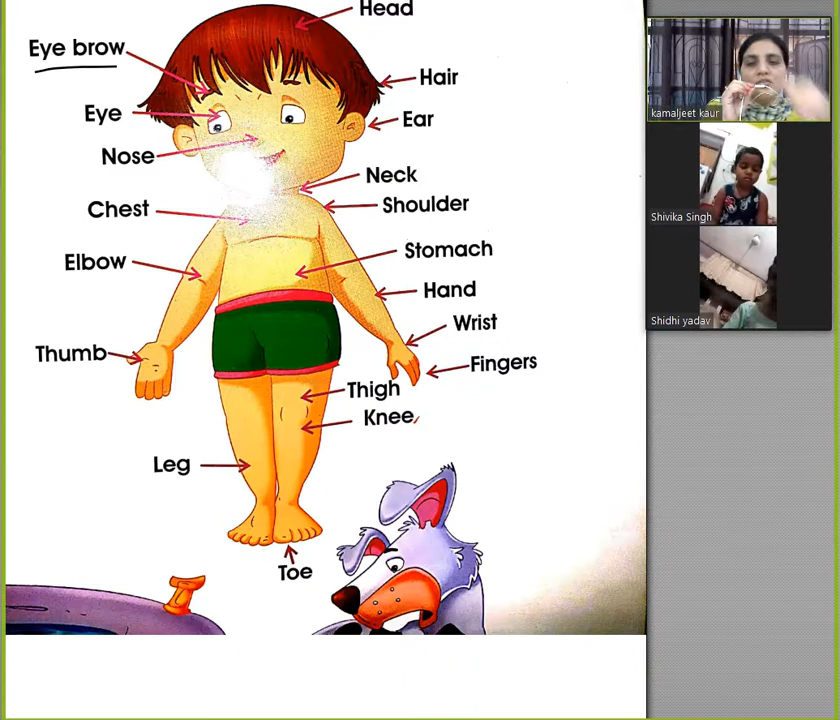 Head
Eye brow
Hair
Eye
Ear
Nose
Neck
Chest
Shoulder
Stomach
Elbow
Hand
Wrist
Thumb
Fingers
Thigh
Knee
Leg
Toe
kamaljeet kaur
Shivika Singh
Shidhi yadav